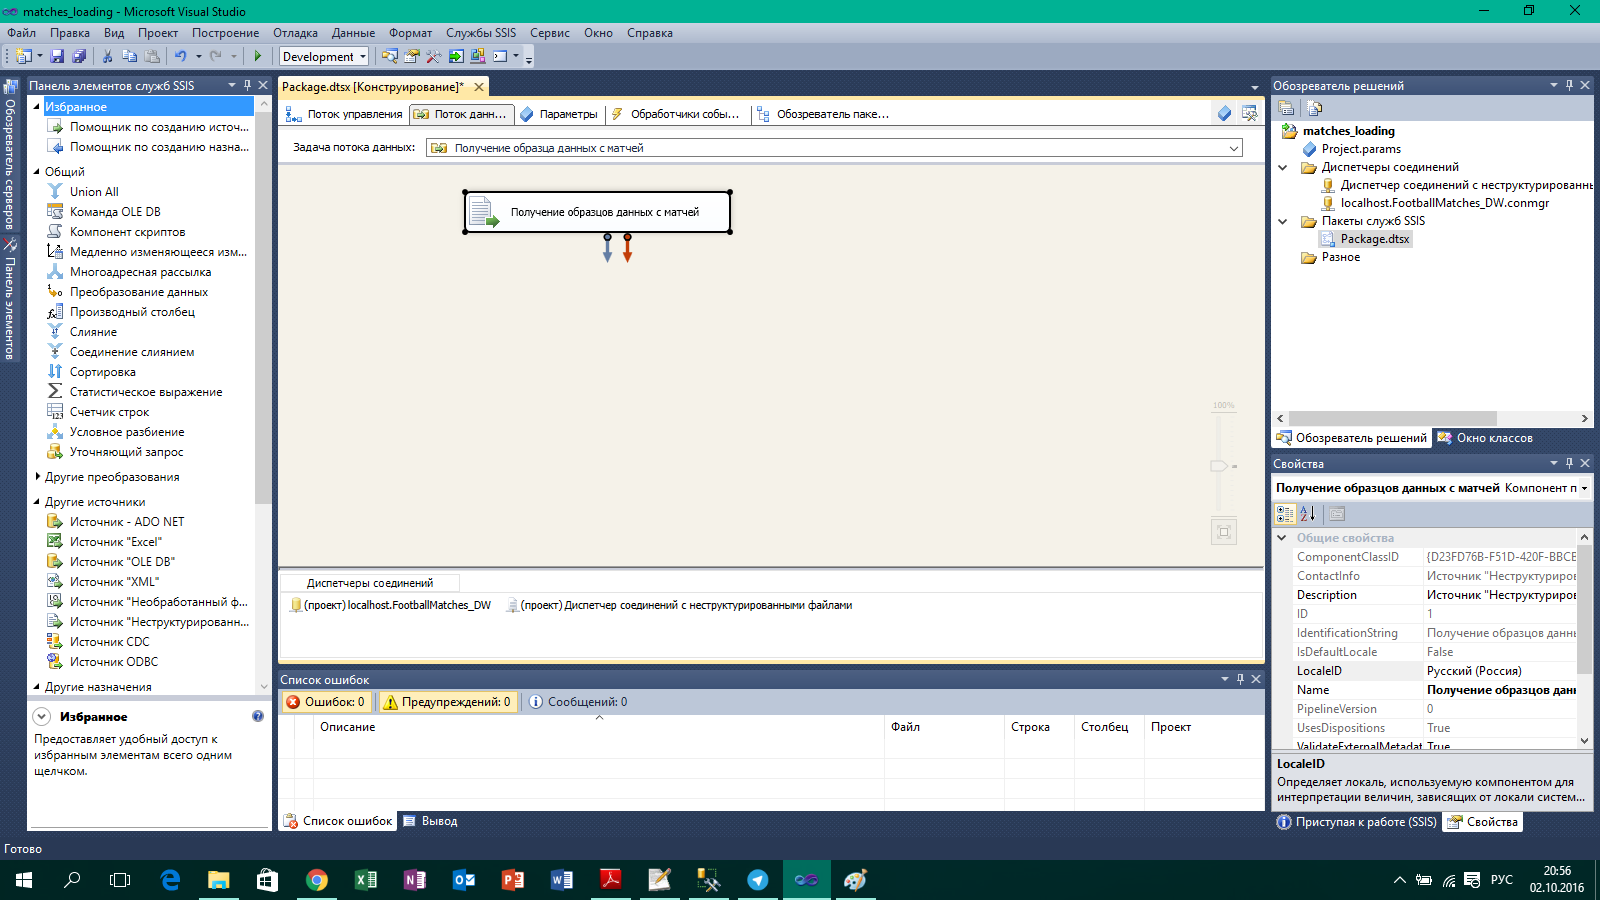 matches_loading - Microsoft Visual Studio
Файл Правка Вид Проект Построение Отладка Данные Формат Службы SSIS Сервис Окно Справка
Development
Обозреватель серверов
Панель элементов
Панель элементов служб SSIS
Избранное
Помощник по созданию источ...
Помощник по созданию назна...
Общий
Union All
Команда OLE DB
Компонент скриптов
Медленно изменяющееся изм...
Многоадресная рассылка
Преобразование данных
Производный столбец
Слияние
Соединение слиянием
Сортировка
Статистическое выражение
Счетчик строк
Условное разбиение
Уточняющий запрос
Другие преобразования
Другие источники
Источник - ADO NET
Источник "Excel"
Источник "OLE DB"
Источник "XML"
Источник "Необработанный ф...
Источник "Неструктурированн...
Источник CDC
Источник ODBC
Другие назначения
Избранное
Предоставляет удобный доступ к
избранным элементам всего одним
щелчком.
Package.dtsx [Конструирование]*
Поток управления Поток данн... Параметры Обработчики собы... Обозреватель паке...
Задача потока данных: Получение образца данных с матчей
Получение образцов данных с матчей
100%
Диспетчеры соединений
(проект) localhost.FootballMatches_DW (проект) Диспетчер соединений с неструктурированными файлами
Список ошибок
Ошибок: 0 Предупреждений: 0 Сообщений: 0
Описание Файл Строка Столбец Проект
Список ошибок Вывод
Обозреватель решений
matches_loading
Project.params
Диспетчеры соединений
Диспетчер соединений с неструктурированны
localhost.FootballMatches_DW.conmgr
Пакеты служб SSIS
Package.dtsx
Разное
Обозреватель решений Окно классов
Свойства
Получение образцов данных с матчей Компонент п
Общие свойства
ComponentClassID {D23FD76B-F51D-420F-BBCB
ContactInfo Источник "Неструктуриров
Description Источник "Неструктуриров
ID 1
IdentificationString Получение образцов данны
IsDefaultLocale False
LocaleID Русский (Россия)
Name Получение образцов данн
PipelineVersion 0
UsesDispositions True
ValidateExternalMetadat True
LocaleID
Определяет локаль, используемую компонентом для
интерпретации величин, зависящих от локали систем...
Приступая к работе (SSIS) Свойства
Готово
РУС
20:56
02.10.2016